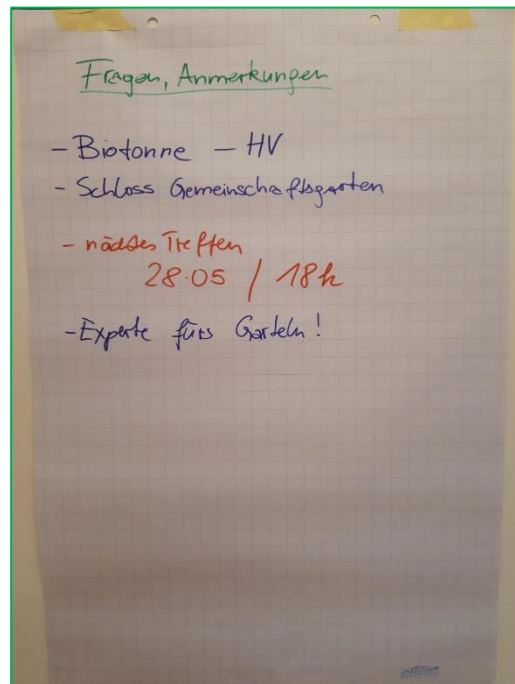 Fragen, Anmerkungen
- Biotonne - HV
- Schloss Gemeinschaftsgarten
- nächstes Treffen
28.05 / 18h
- Experte fürs Garteln!